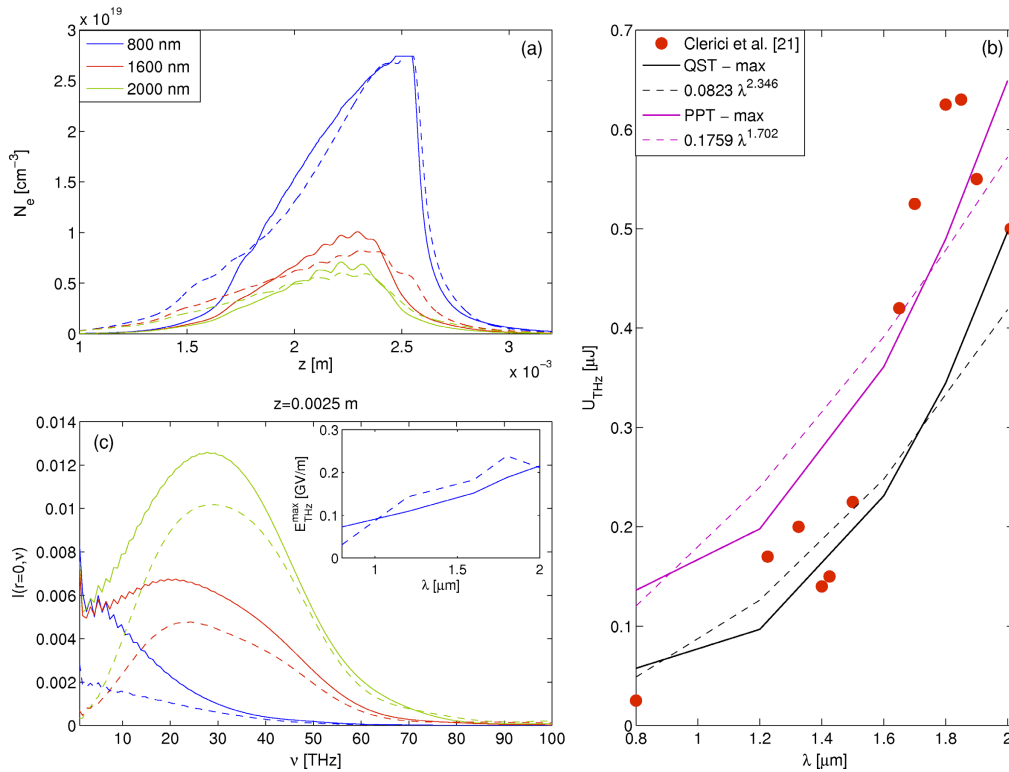 x 10^19
3
2.5
2
1.5
1
0.5
0
N_e [cm^−3]
800 nm
1600 nm
2000 nm
(a)
1
1.5
2
2.5
3
z [m]
x 10^−3
z=0.0025 m
0.014
0.012
0.01
0.008
0.006
0.004
0.002
0
I(r=0,ν)
(c)
10
20
30
40
50
60
70
80
90
100
ν [THz]
0.3
0.2
0.1
0
E_THz^max [GV/m]
1
1.5
2
λ [μm]
0.7
0.6
0.5
0.4
0.3
0.2
0.1
0
U_THz [μJ]
Clerici et al. [21]
QST − max
0.0823 λ^2.346
PPT − max
0.1759 λ^1.702
(b)
0.8
1
1.2
1.4
1.6
1.8
2
λ [μm]